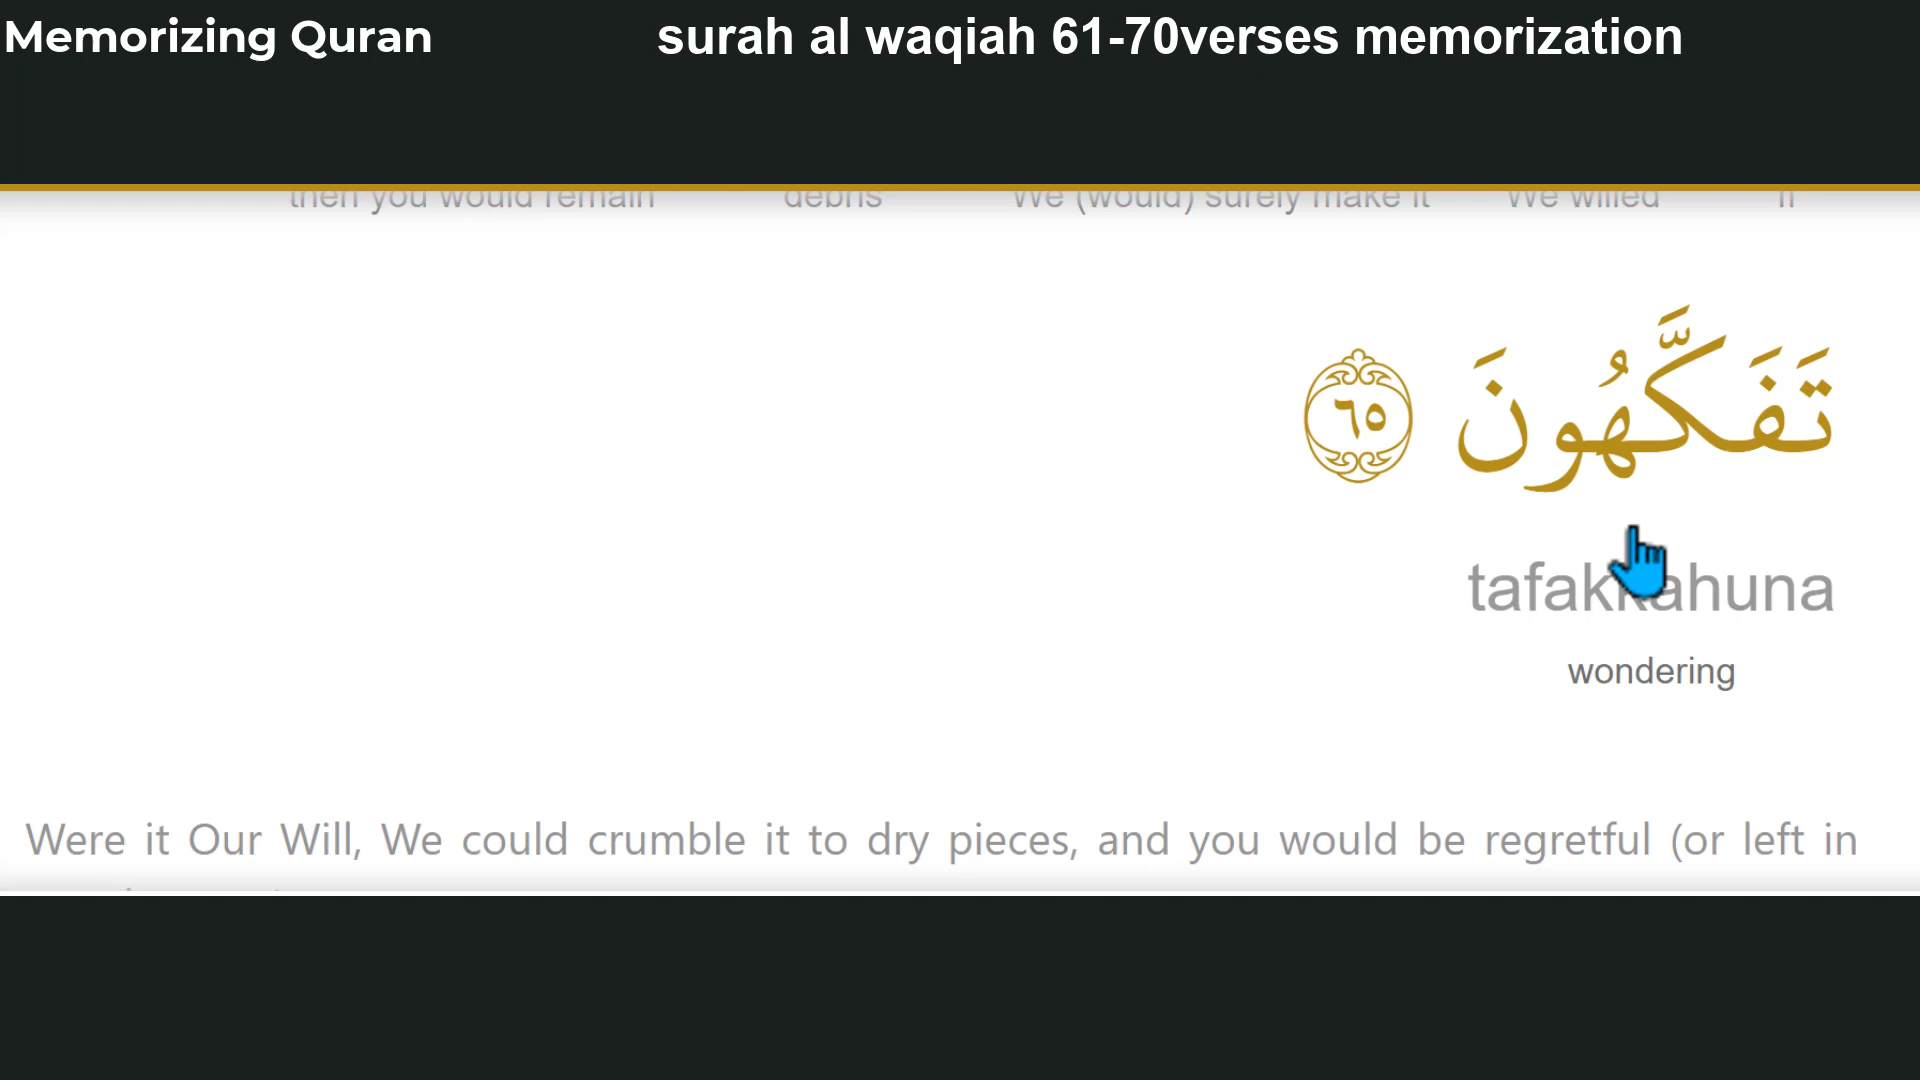 Memorizing Quran
surah al waqiah 61-70verses memorization
then you would remain debris We (would) surely make it We willed If
تَفَكَّهُونَ ٦٥
tafakkahuna
wondering
Were it Our Will, We could crumble it to dry pieces, and you would be regretful (or left in